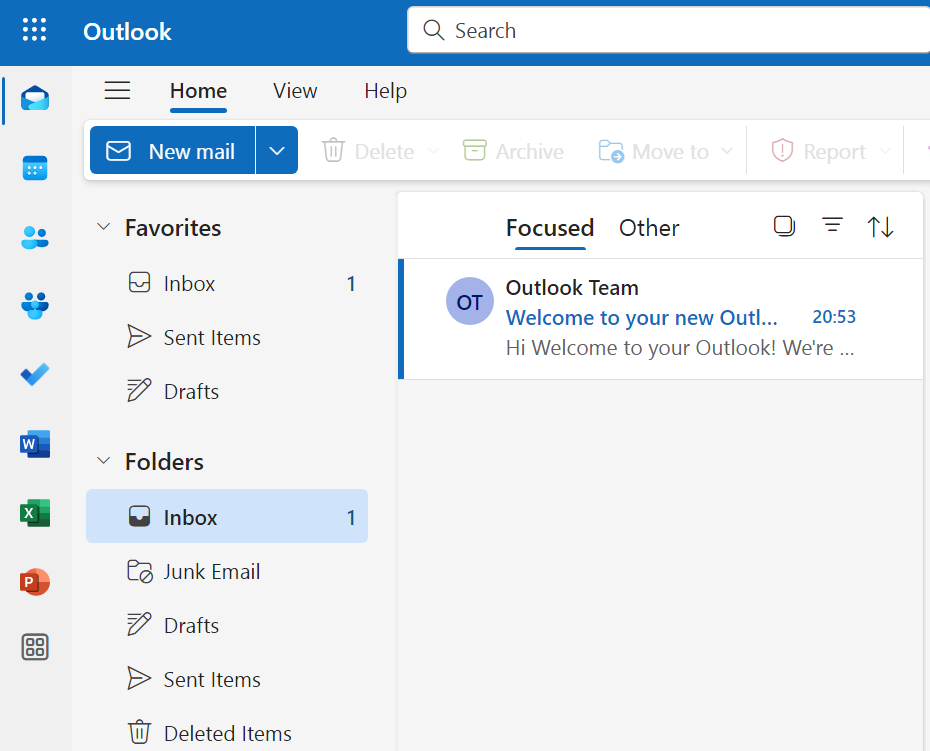 Outlook
Search
Home View Help
New mail Delete Archive Move to Report
Favorites
Inbox 1
Sent Items
Drafts
Folders
Inbox 1
Junk Email
Drafts
Sent Items
Deleted Items
Focused Other
OT
Outlook Team
Welcome to your new Outl... 20:53
Hi Welcome to your Outlook! We're ...
W
X
P